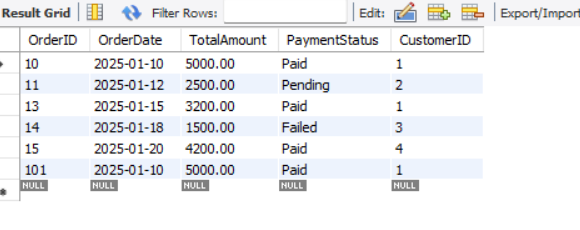 Result Grid Filter Rows: Edit: Export/Import
OrderID OrderDate TotalAmount PaymentStatus CustomerID
10 2025-01-10 5000.00 Paid 1
11 2025-01-12 2500.00 Pending 2
13 2025-01-15 3200.00 Paid 1
14 2025-01-18 1500.00 Failed 3
15 2025-01-20 4200.00 Paid 4
101 2025-01-10 5000.00 Paid 1
NULL NULL NULL NULL NULL